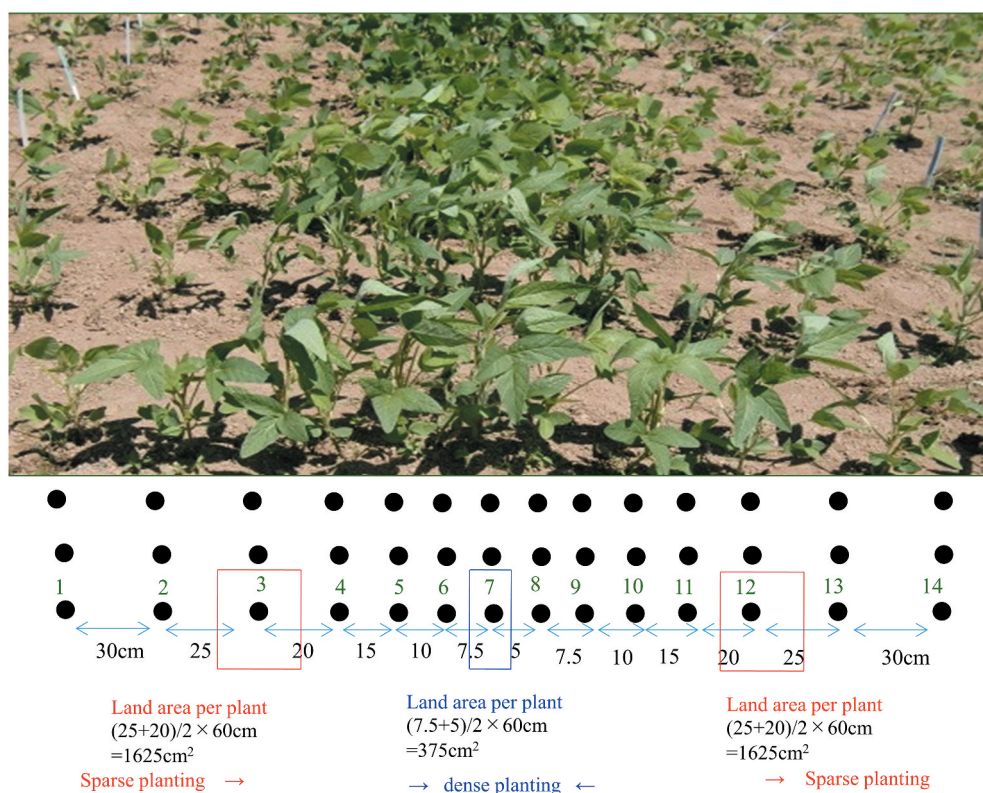 1 2 3 4 5 6 7 8 9 10 11 12 13 14
30cm 25 20 15 10 7.5 5 7.5 10 15 20 25 30cm
Land area per plant
(25+20)/2×60cm
=1625cm²
Sparse planting →
Land area per plant
(7.5+5)/2×60cm
=375cm²
→ dense planting ←
Land area per plant
(25+20)/2×60cm
=1625cm²
→ Sparse planting